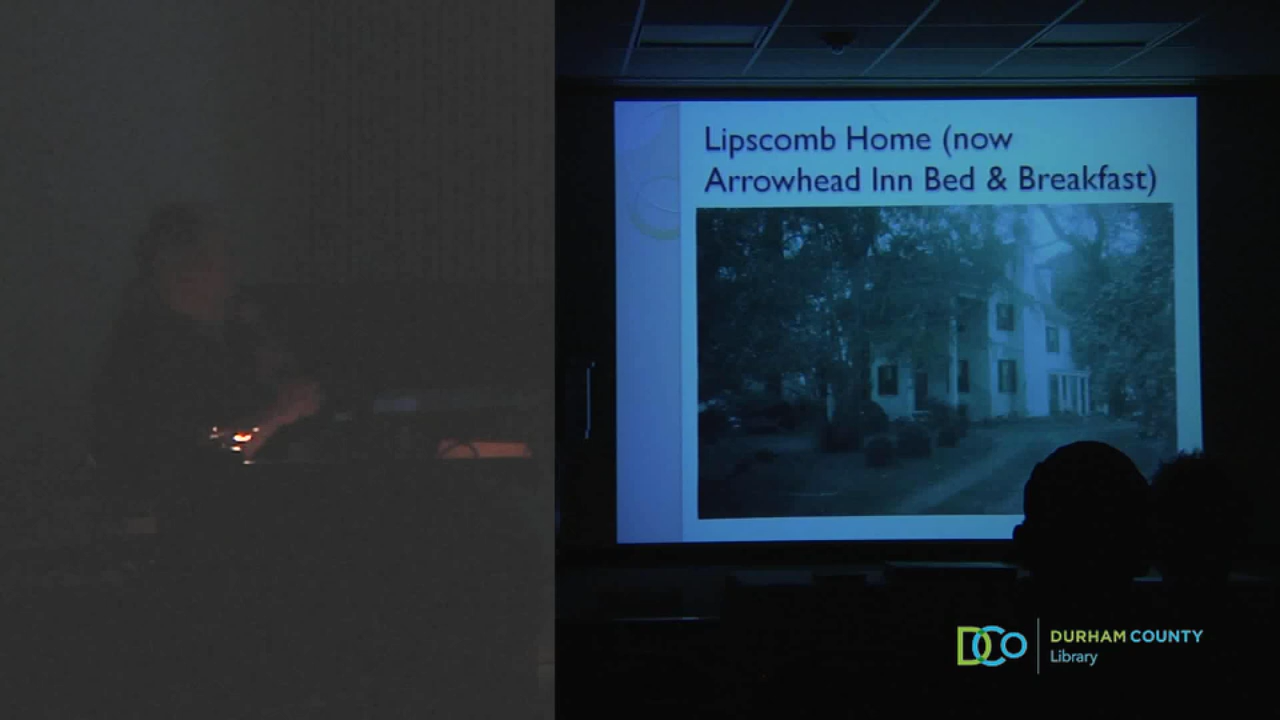 Lipscomb Home (now
Arrowhead Inn Bed & Breakfast)
DCo
DURHAM COUNTY
Library